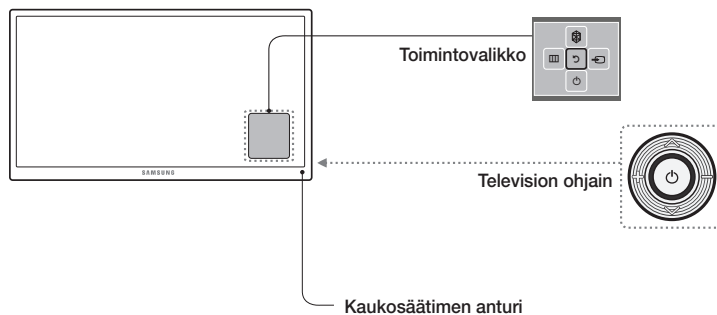 Toimintovalikko
SAMSUNG
Television ohjain
Kaukosäätimen anturi